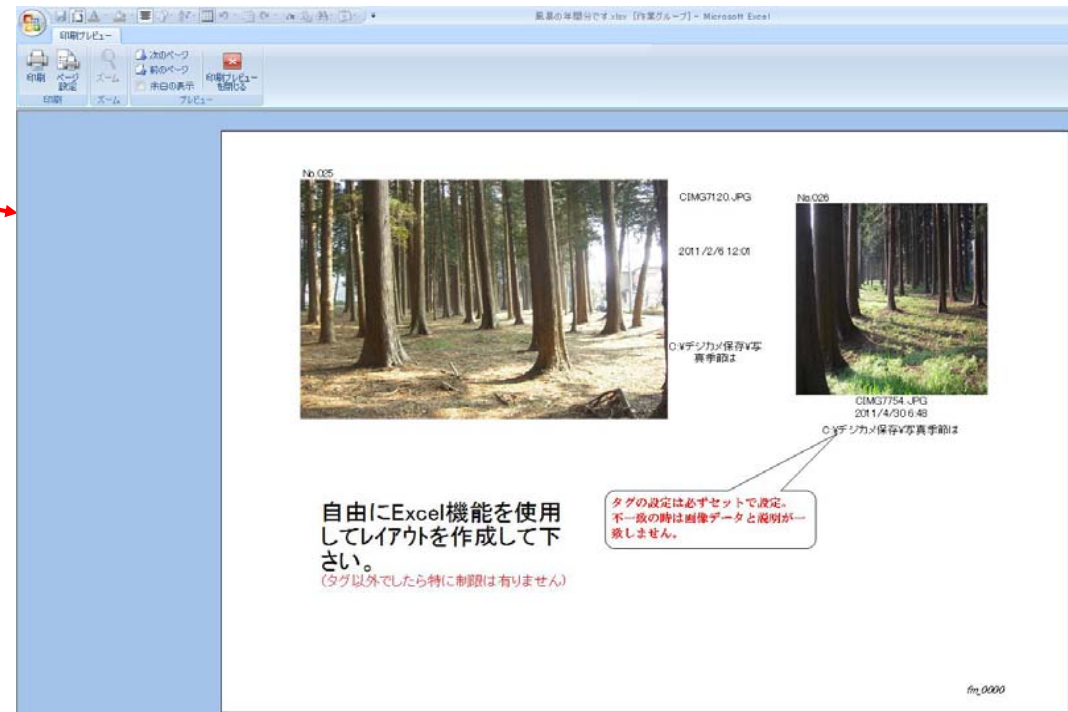 風景の年間分です.xlsx [作業グループ] - Microsoft Excel
印刷プレビュー
印刷
ページ設定
ズーム
次のページ
前のページ
余白の表示
印刷プレビューを閉じる
印刷
ズーム
プレビュー
No.025
CIMG7120.JPG
2011/2/6 12:01
C:¥デジカメ保存¥写
真季節は
No.026
CIMG7754.JPG
2011/4/30 6:48
C:¥デジカメ保存¥写真季節は
タグの設定は必ずセットで設定。
不一致の時は画像データと説明が一
致しません。
自由にExcel機能を使用
してレイアウトを作成して下
さい。
(タグ以外でしたら特に制限は有りません)
fm_0000